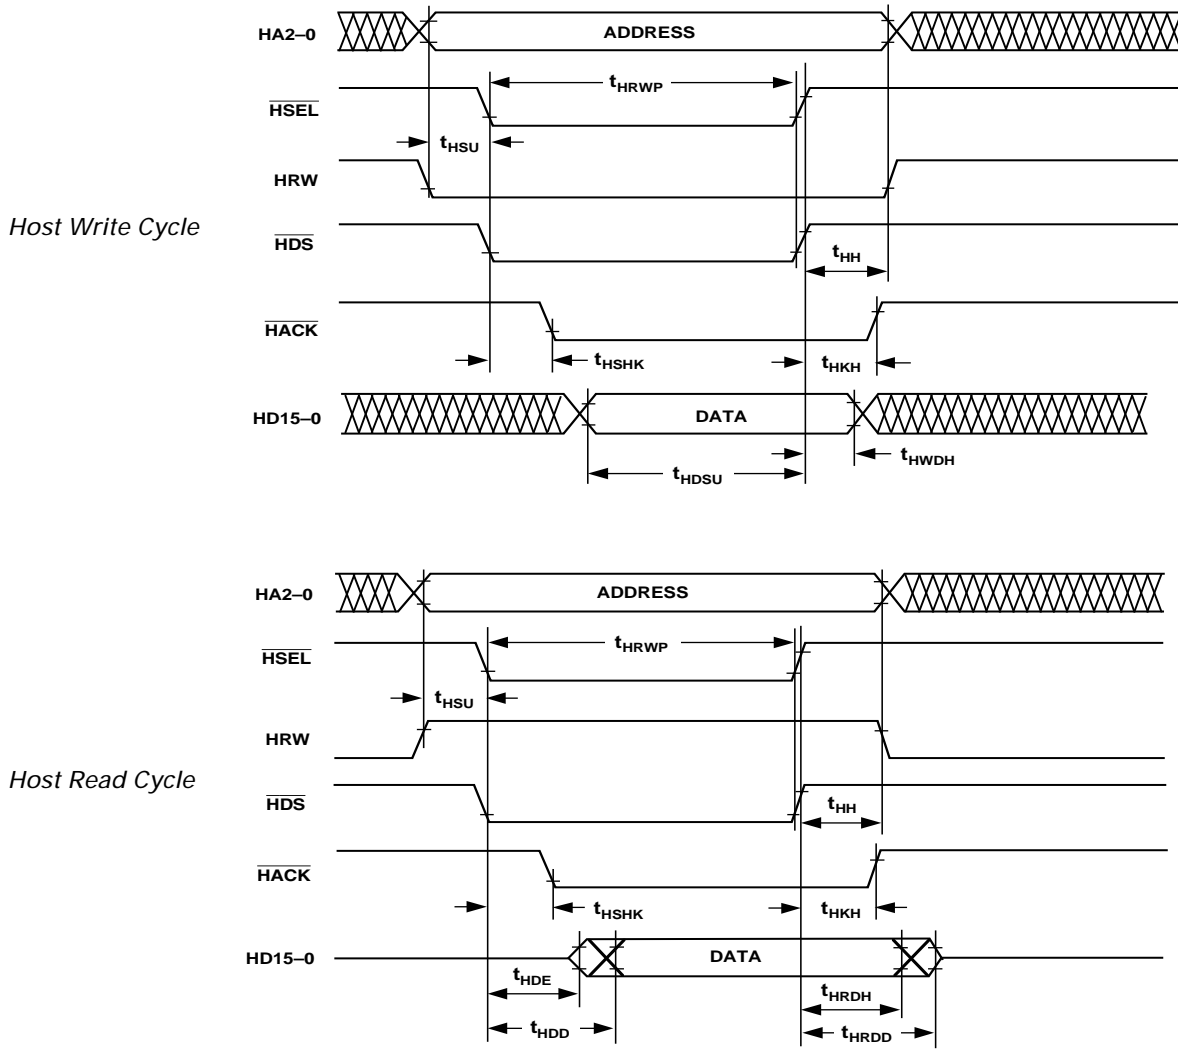 HA2–0
ADDRESS
tHRWP
HSEL
tHSU
HRW
Host Write Cycle
HDS
tHH
HACK
tHSHK
tHKH
HD15–0
DATA
tHWDH
tHDSU
HA2–0
ADDRESS
tHRWP
HSEL
tHSU
HRW
Host Read Cycle
HDS
tHH
HACK
tHSHK
tHKH
HD15–0
DATA
tHDE
tHRDH
tHDD
tHRDD